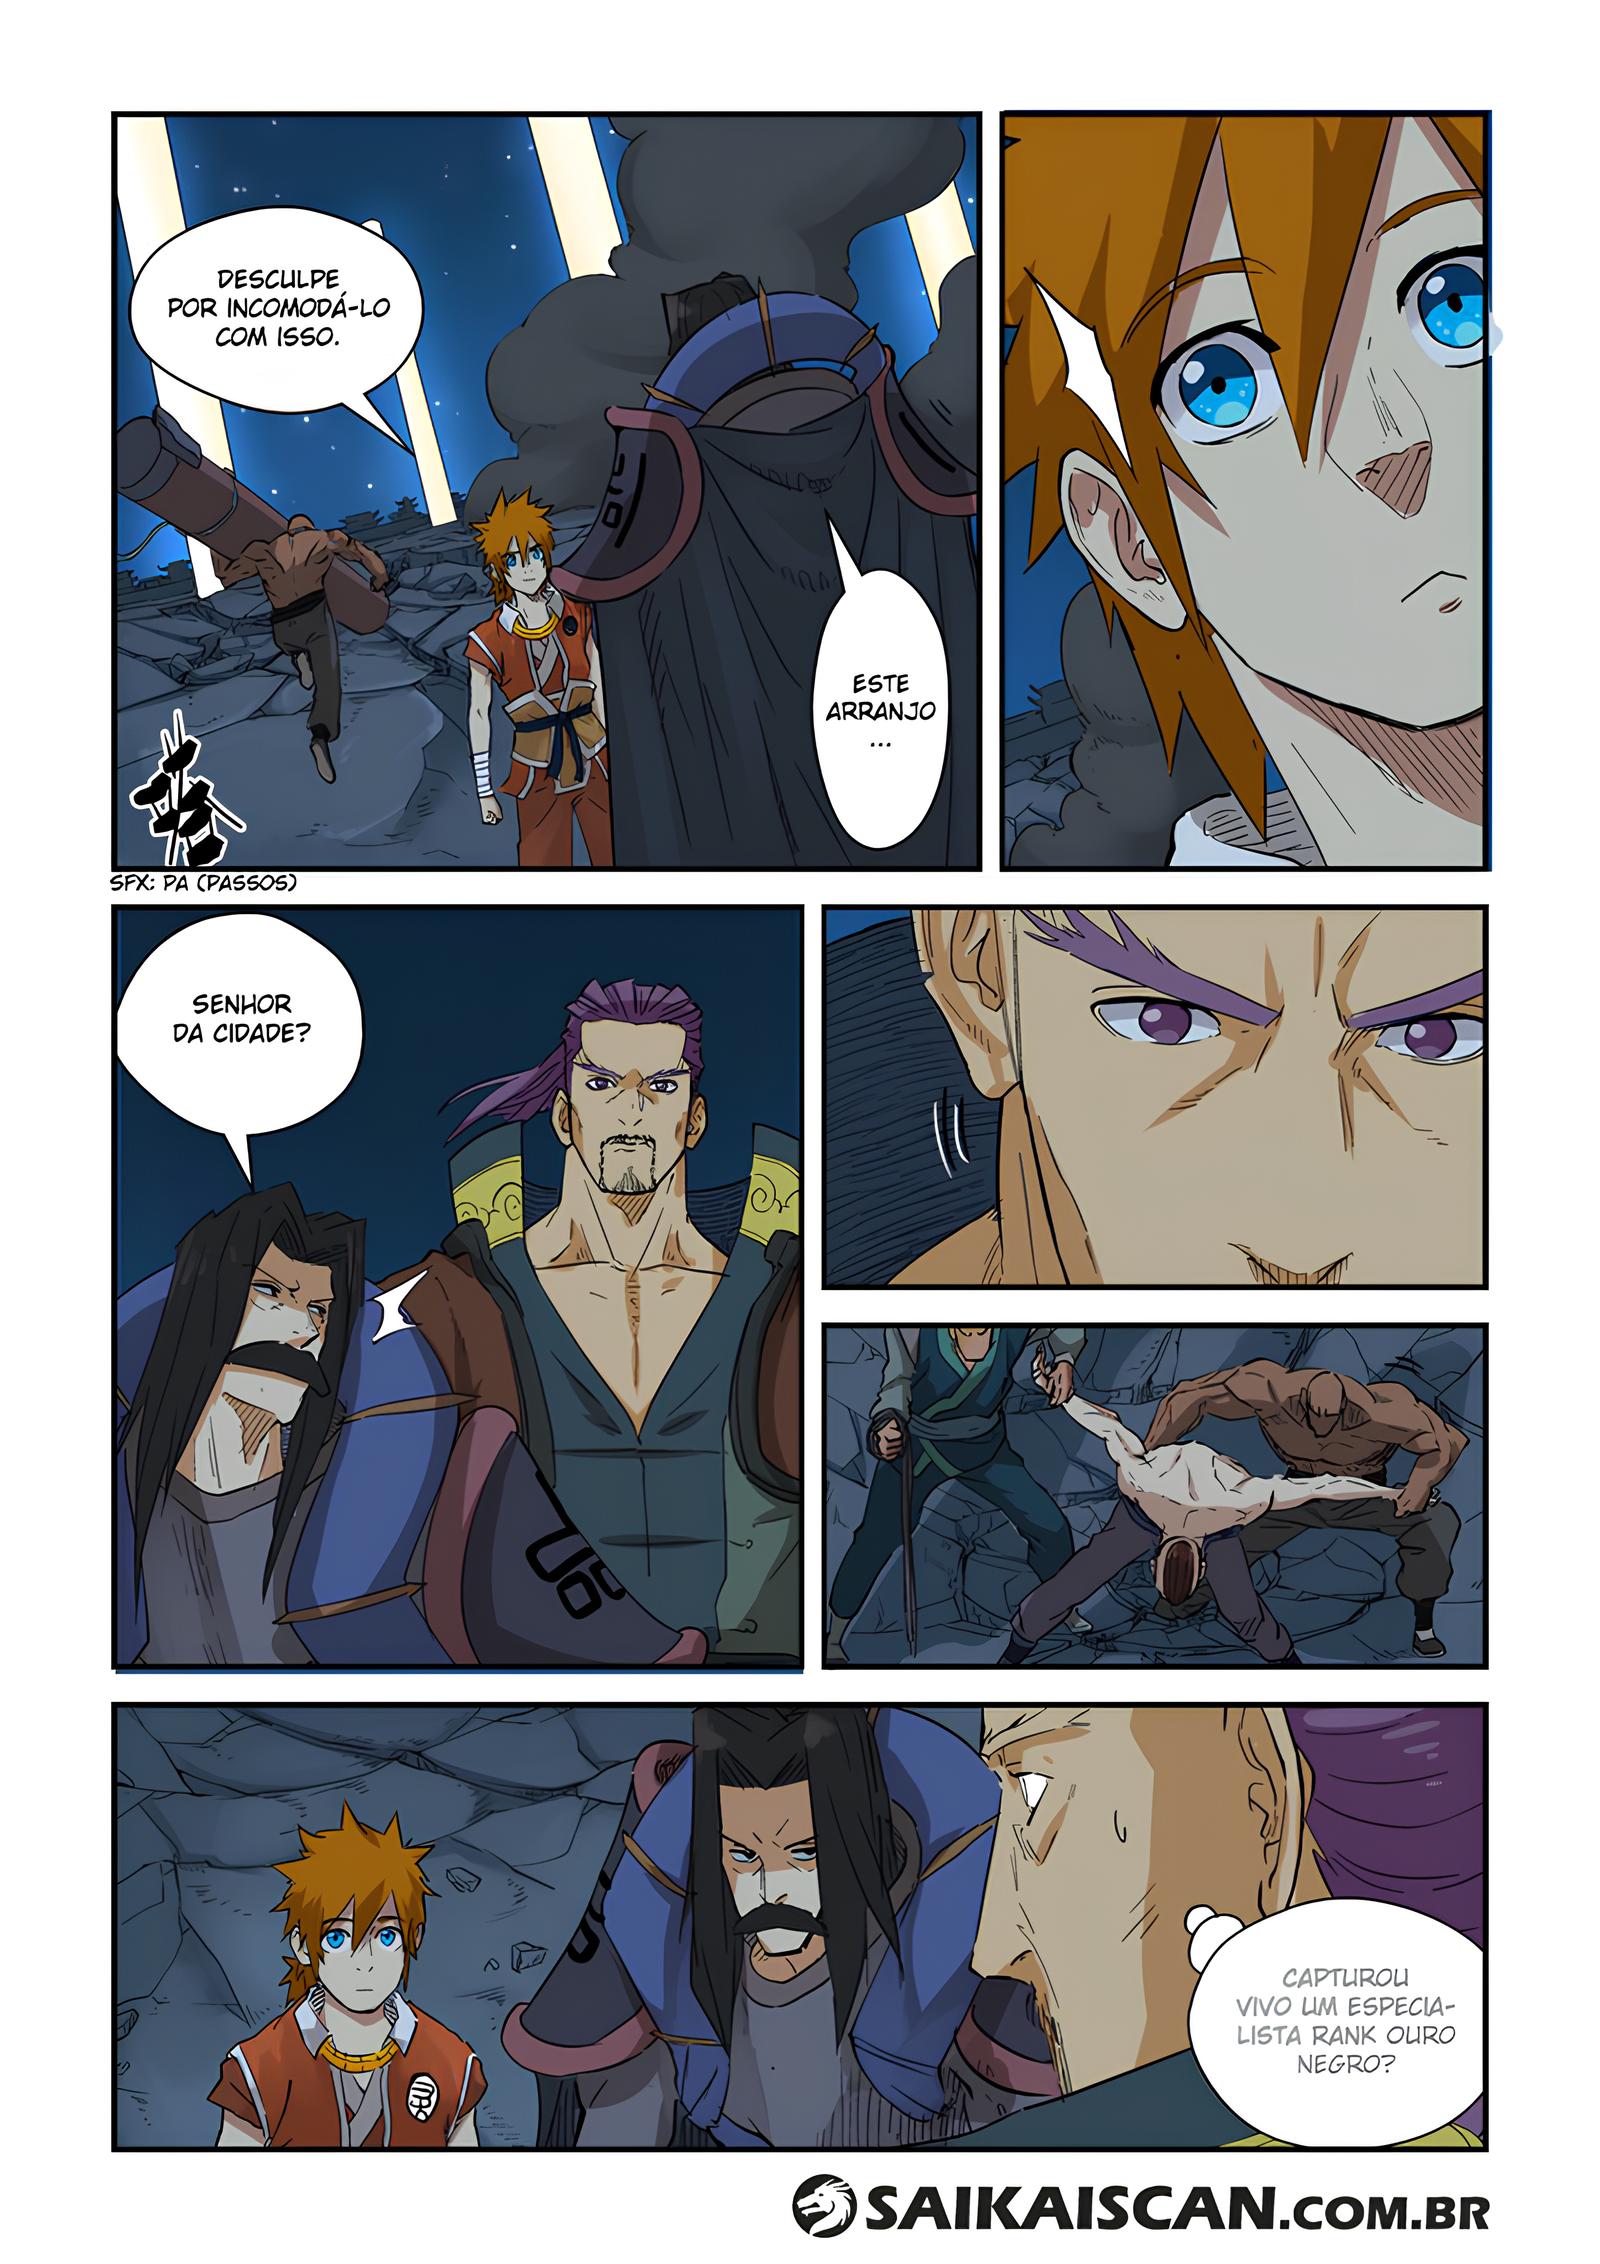 DESCULPE
POR INCOMODÁ-LO
COM ISSO.
ESTE
ARRANJO
...
SFX: PA (PASSOS)
SENHOR
DA CIDADE?
CAPTUROU
VIVO UM ESPECIA-
LISTA RANK OURO
NEGRO?
SAIKAISCAN.COM.BR